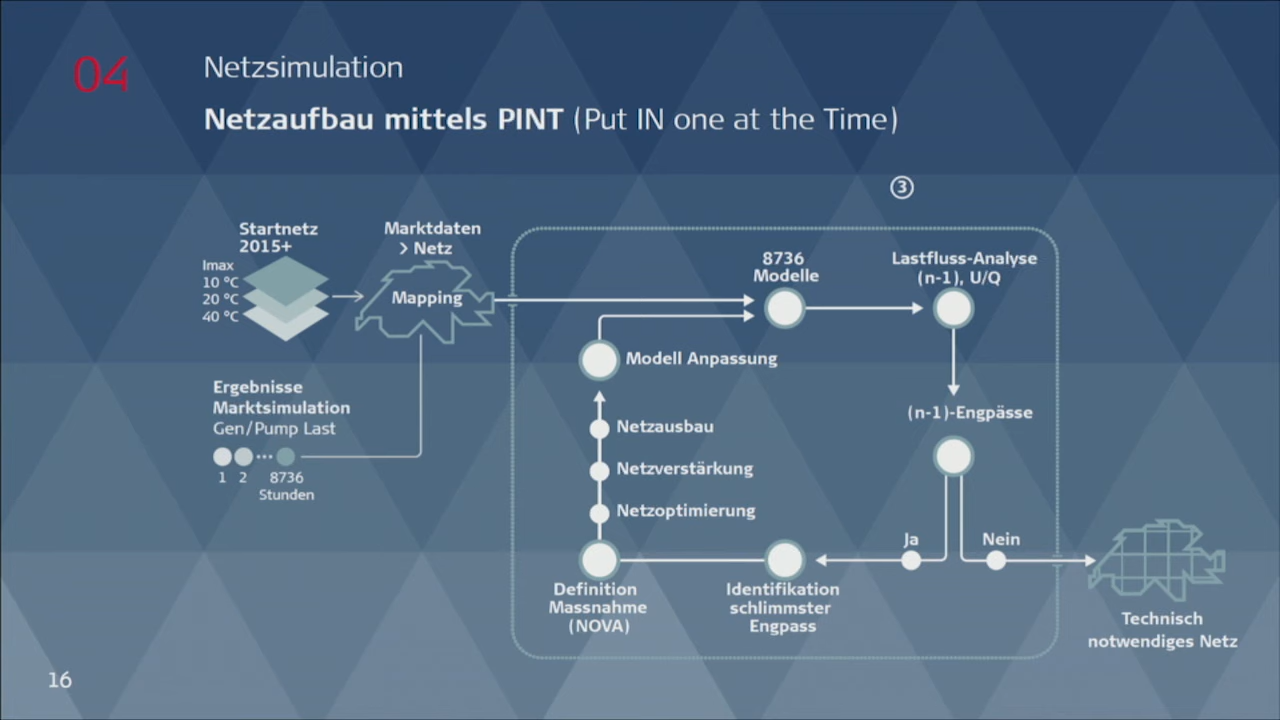 04
Netzsimulation
Netzaufbau mittels PINT (Put IN one at the Time)
3
Startnetz
2015+
Imax
10 °C
20 °C
40 °C
Marktdaten
> Netz
Mapping
Ergebnisse
Marktsimulation
Gen/Pump Last
1 2 ••• 8736
Stunden
8736
Modelle
Lastfluss-Analyse
(n-1), U/Q
Modell Anpassung
(n-1)-Engpässe
Netzausbau
Netzverstärkung
Netzoptimierung
Ja
Nein
Definition
Massnahme
(NOVA)
Identifikation
schlimmster
Engpass
Technisch
notwendiges Netz
16